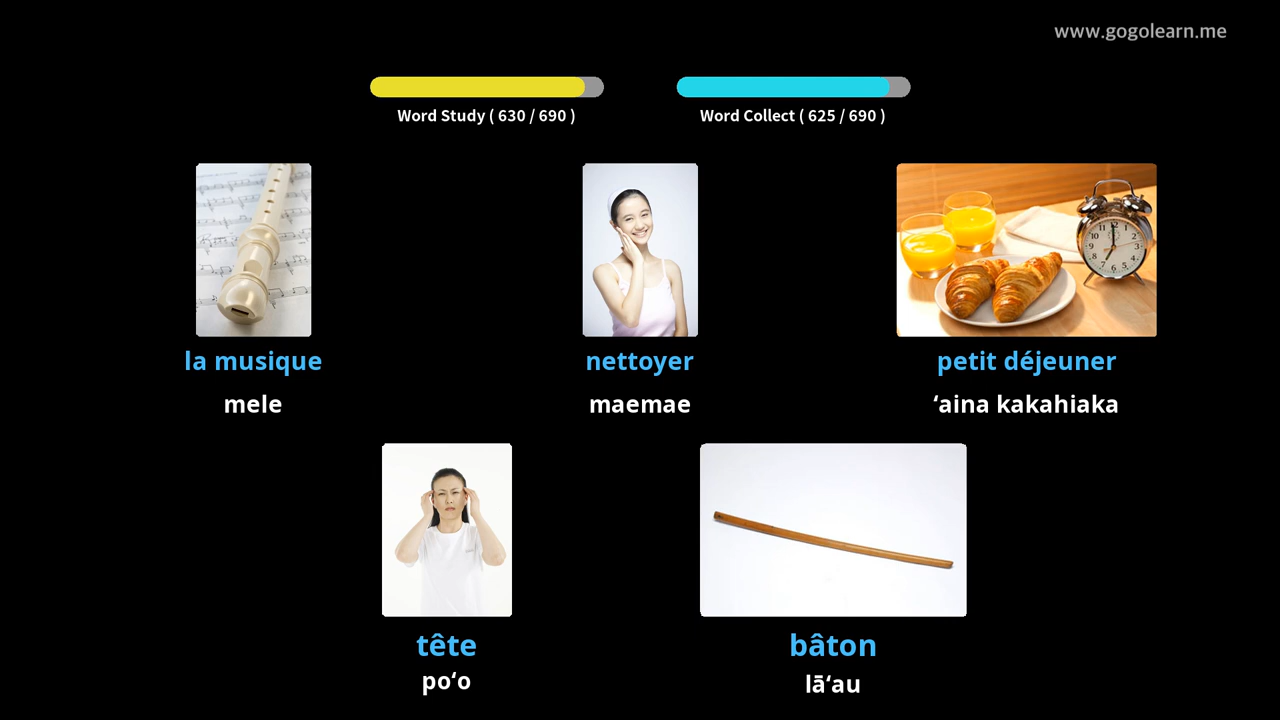 www.gogolearn.me
Word Study ( 630 / 690 )
Word Collect ( 625 / 690 )
la musique
mele
nettoyer
maemae
petit déjeuner
ʻaina kakahiaka
tête
poʻo
bâton
lāʻau